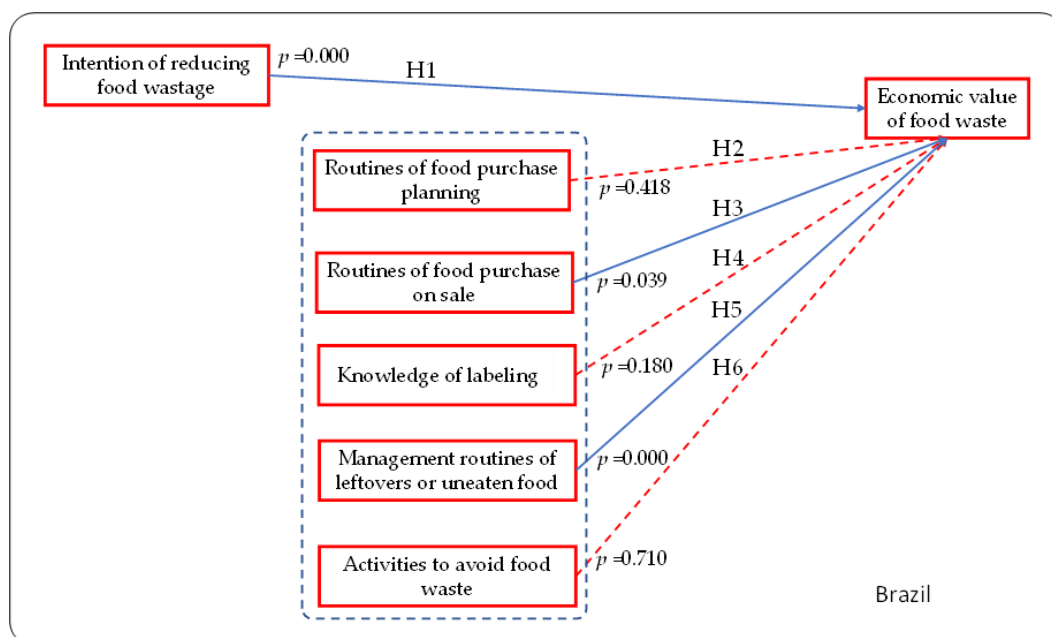 Intention of reducing
food wastage
p=0.000
H1
Economic value
of food waste
Routines of food purchase
planning
p=0.418
H2
Routines of food purchase
on sale
p=0.039
H3
Knowledge of labeling
p=0.180
H4
Management routines of
leftovers or uneaten food
p=0.000
H5
Activities to avoid food
waste
p=0.710
H6
Brazil